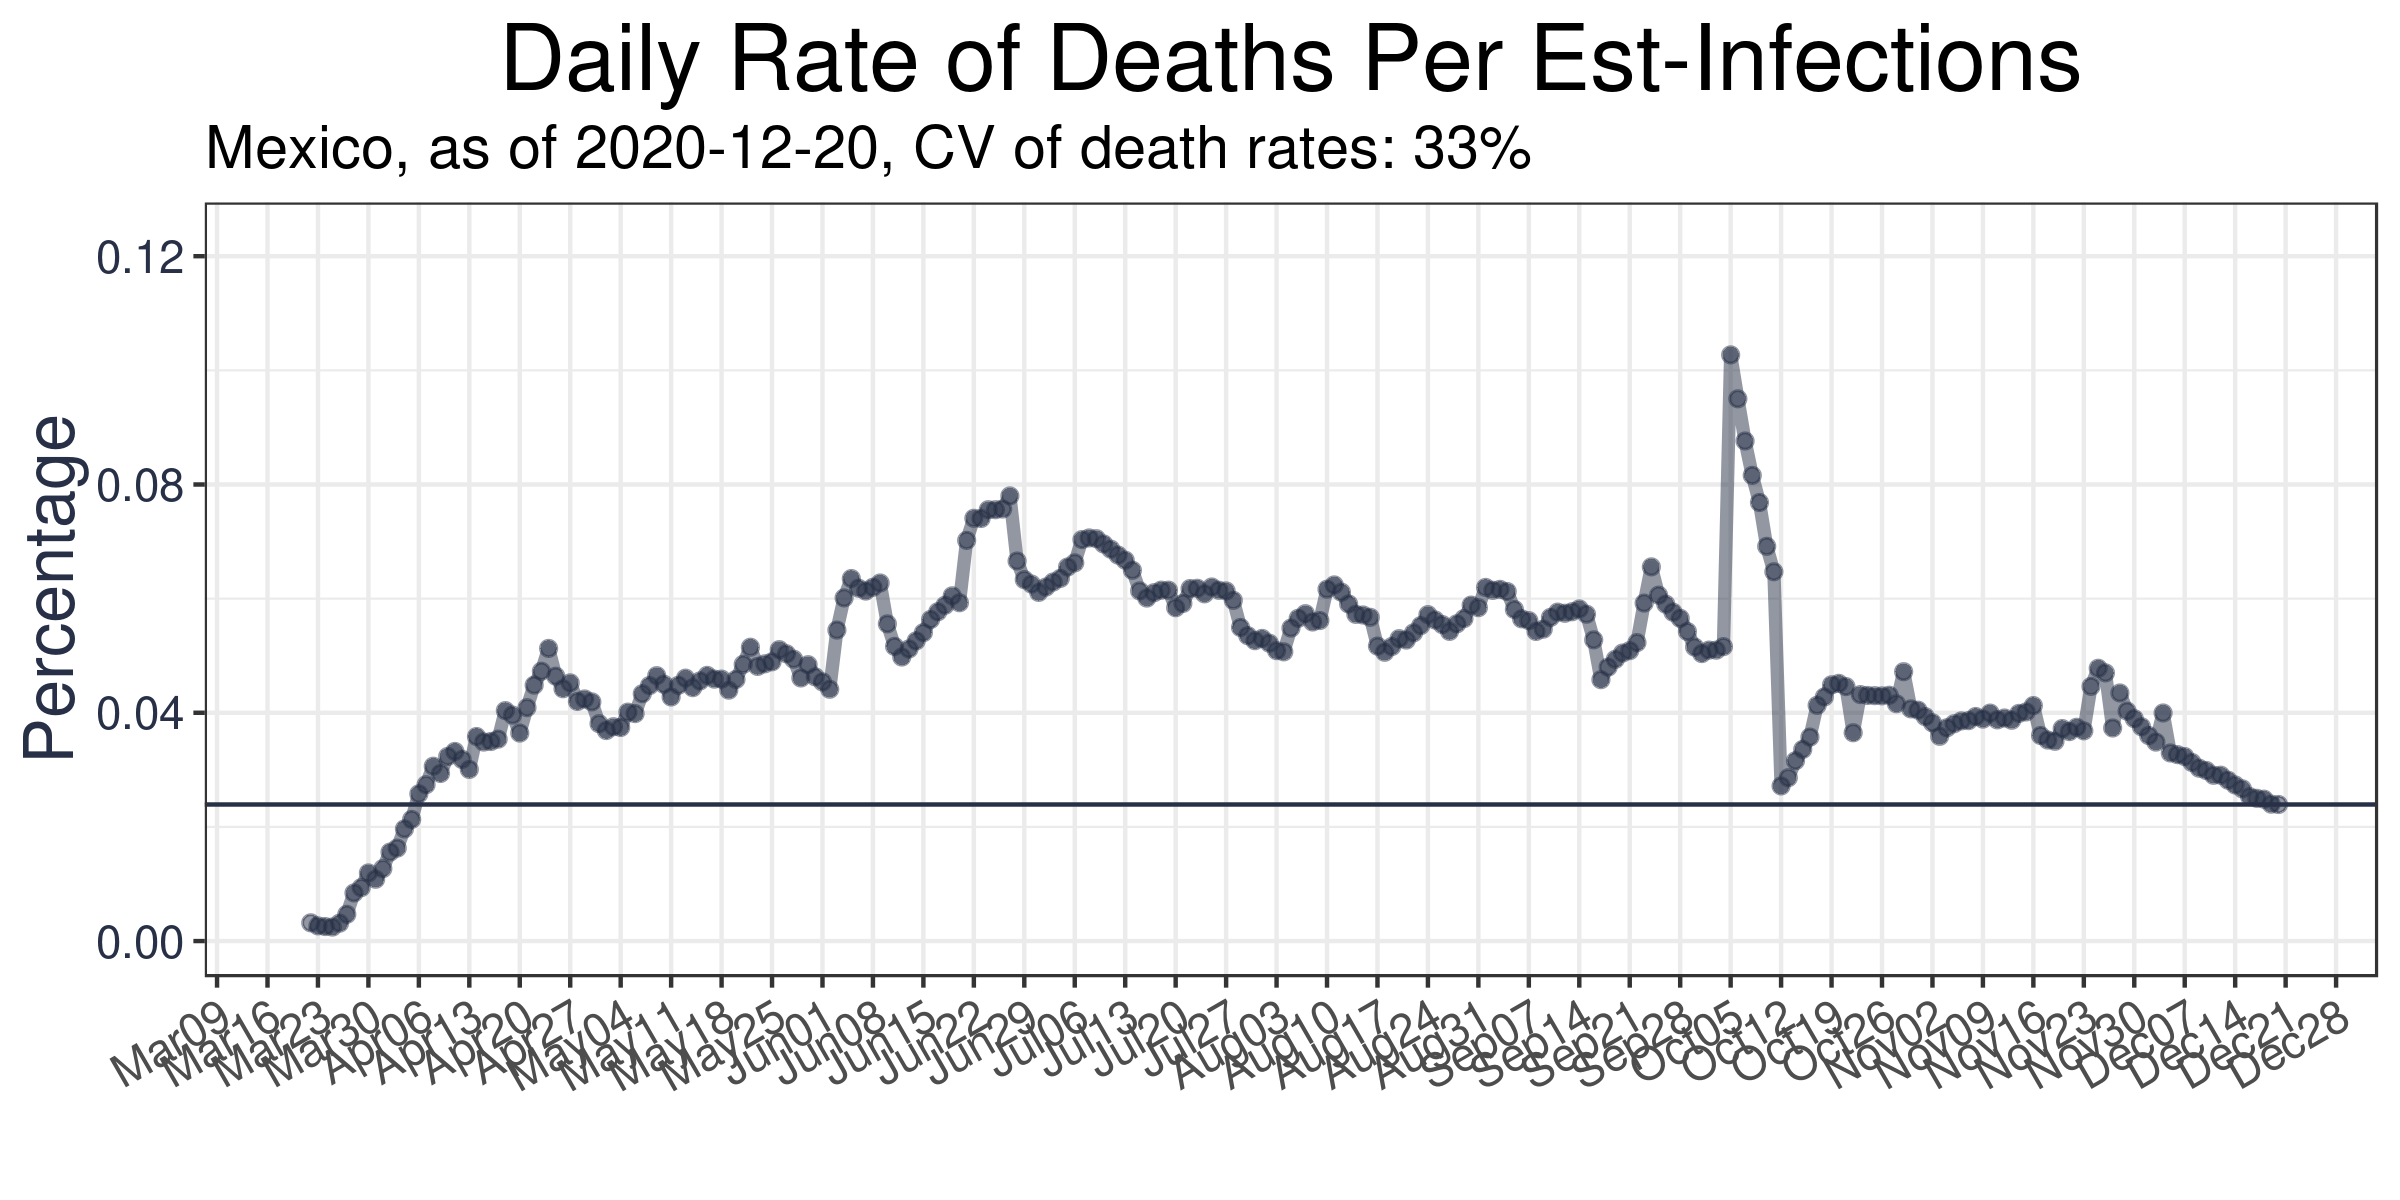 Daily Rate of Deaths Per Est-Infections
Mexico, as of 2020-12-20, CV of death rates: 33%
Percentage
0.12
0.08
0.04
0.00
Mar09
Mar16
Mar23
Mar30
Apr06
Apr13
Apr20
Apr27
May04
May11
May18
May25
Jun01
Jun08
Jun15
Jun22
Jun29
Jul06
Jul13
Jul20
Jul27
Aug03
Aug10
Aug17
Aug24
Aug31
Sep07
Sep14
Sep21
Sep28
Oct05
Oct12
Oct19
Oct26
Nov02
Nov09
Nov16
Nov23
Nov30
Dec07
Dec14
Dec21
Dec28